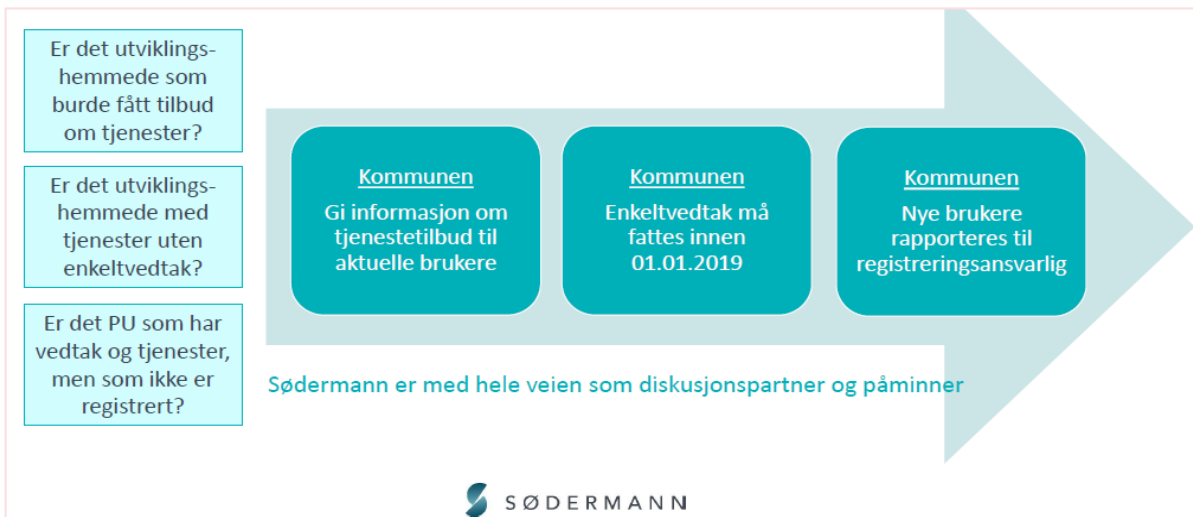 Er det utviklings-
hemmede som
burde fått tilbud
om tjenester?
Er det utviklings-
hemmede med
tjenester uten
enkeltvedtak?
Er det PU som har
vedtak og tjenester,
men som ikke er
registrert?
Kommunen
Gi informasjon om
tjenestetilbud til
aktuelle brukere
Kommunen
Enkeltvedtak må
fattes innen
01.01.2019
Kommunen
Nye brukere
rapporteres til
registreringsansvarlig
Sødermann er med hele veien som diskusjonspartner og påminner
SØDERMANN